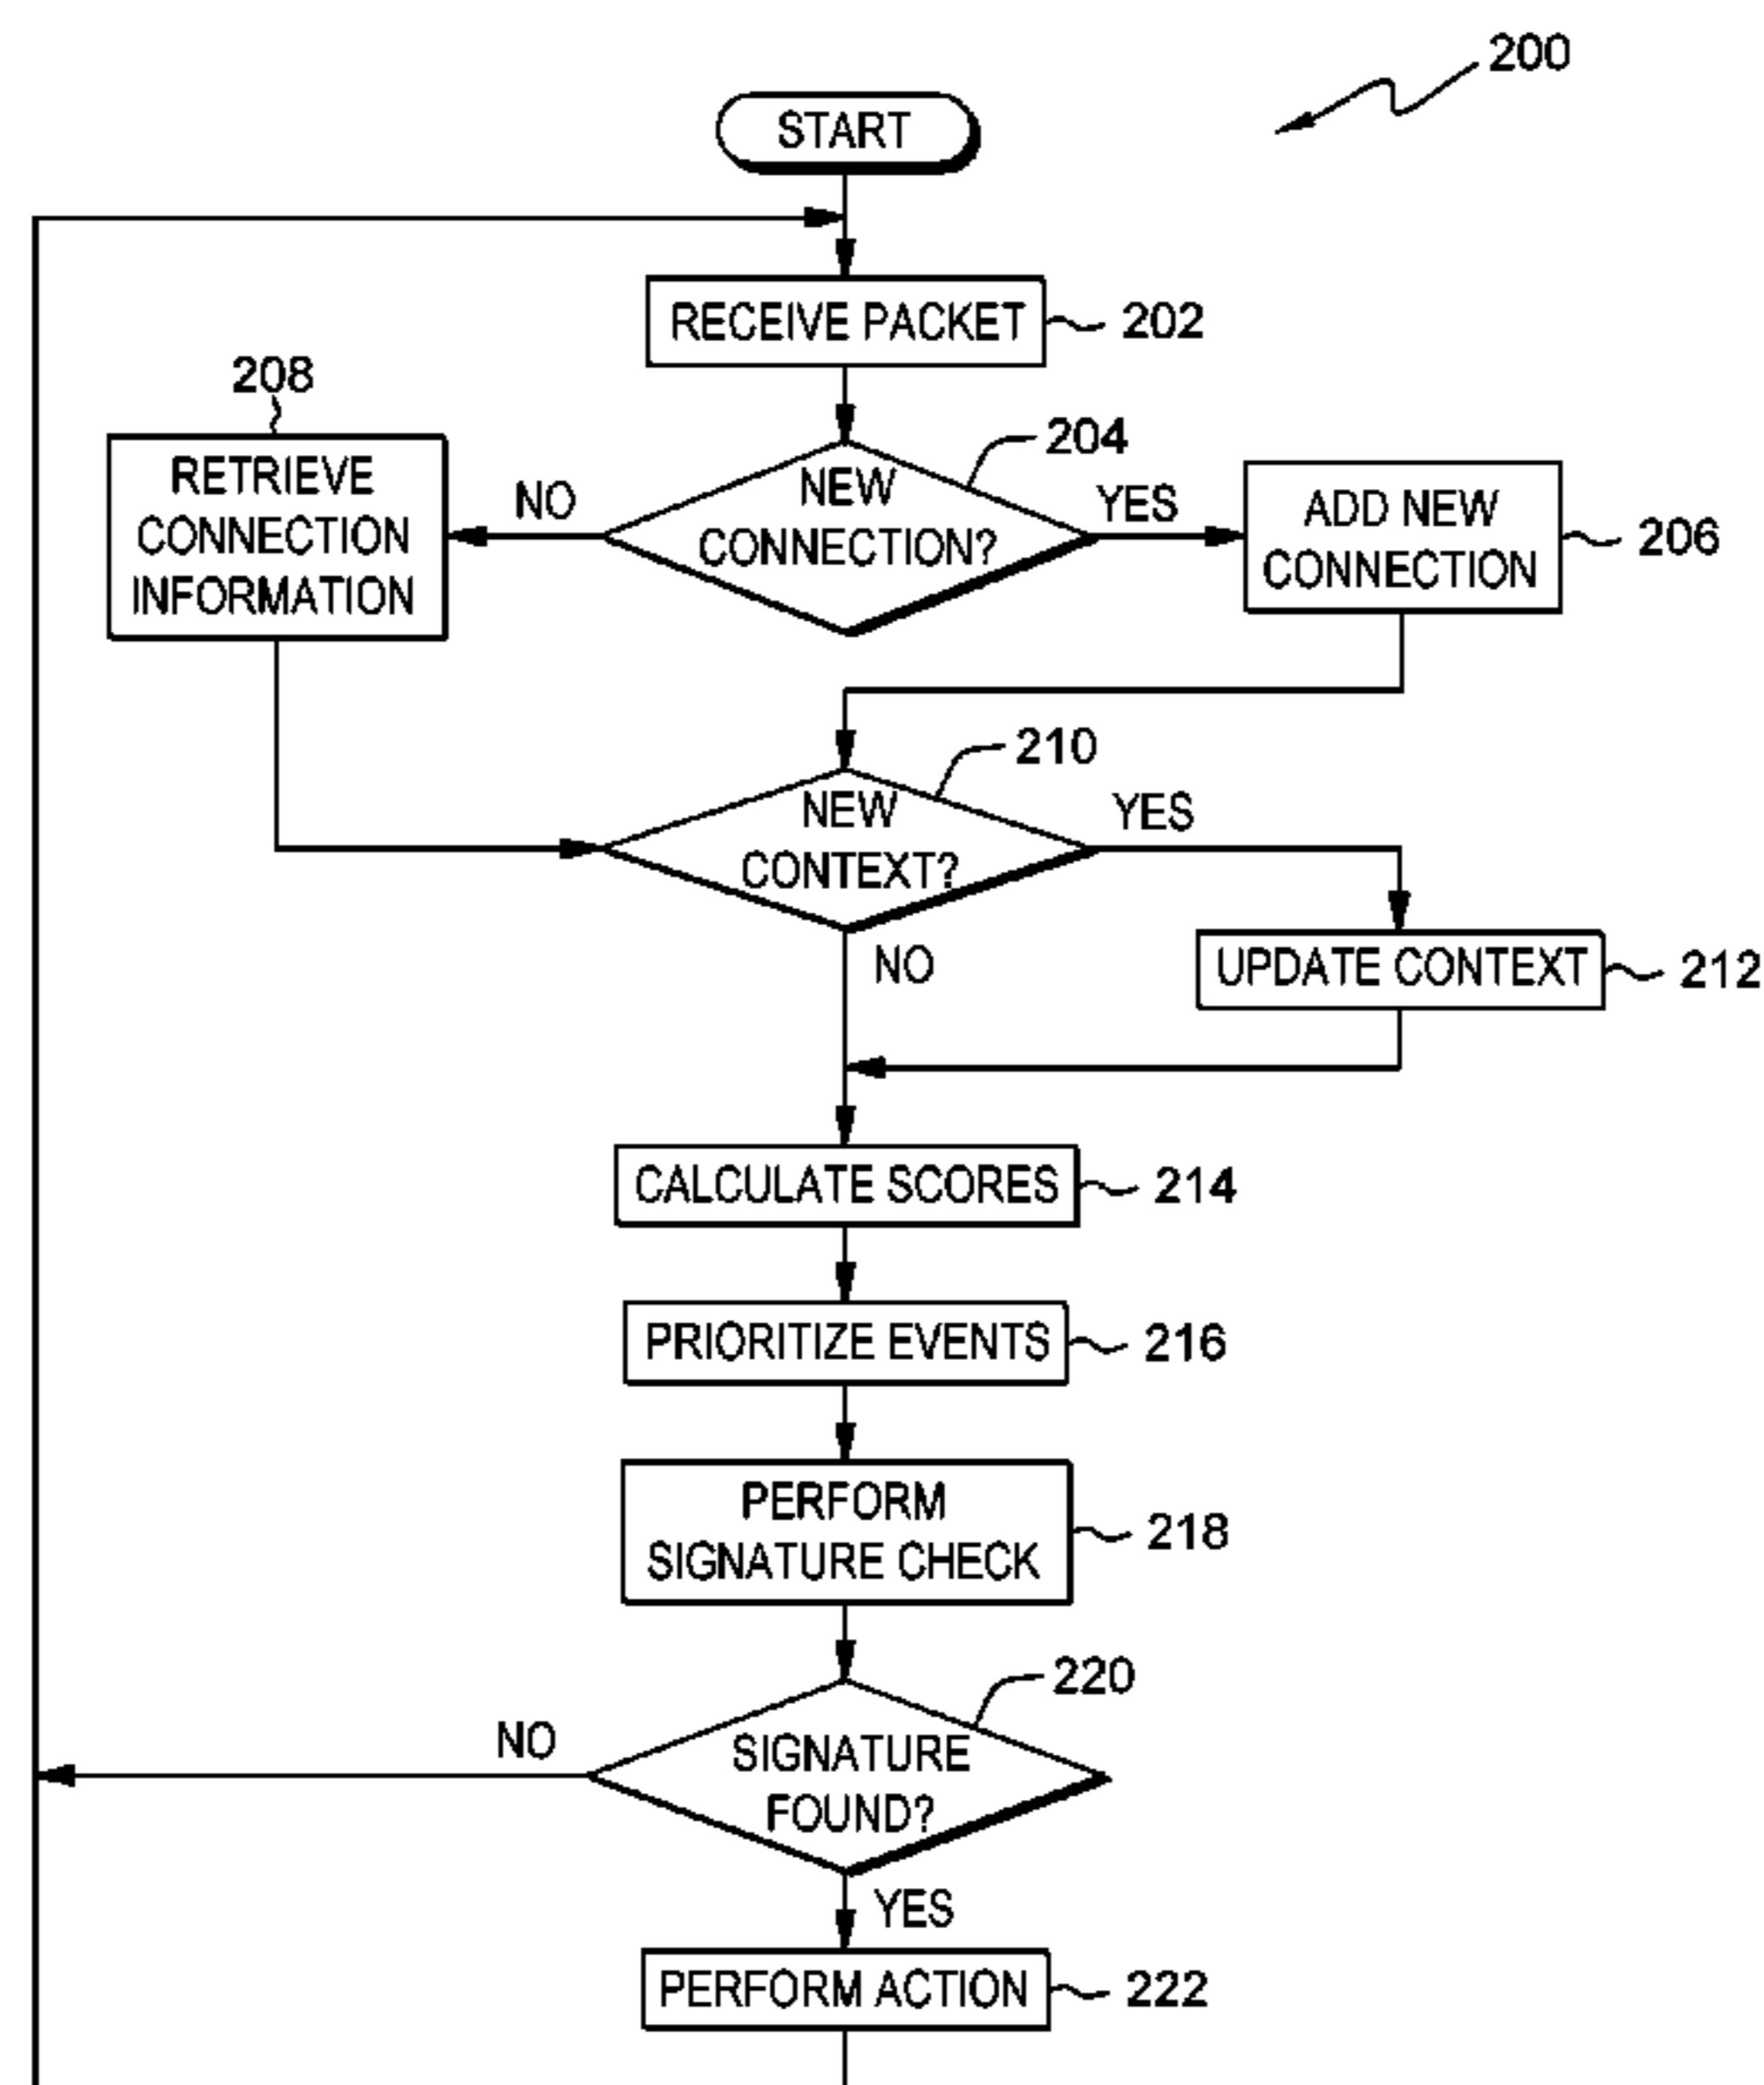 200
START
RECEIVE PACKET
202
208
RETRIEVE
CONNECTION
INFORMATION
NO
NEW
CONNECTION?
204
YES
ADD NEW
CONNECTION
206
210
NEW
CONTEXT?
YES
NO
UPDATE CONTEXT
212
CALCULATE SCORES
214
PRIORITIZE EVENTS
216
PERFORM
SIGNATURE CHECK
218
220
NO
SIGNATURE
FOUND?
YES
PERFORM ACTION
222